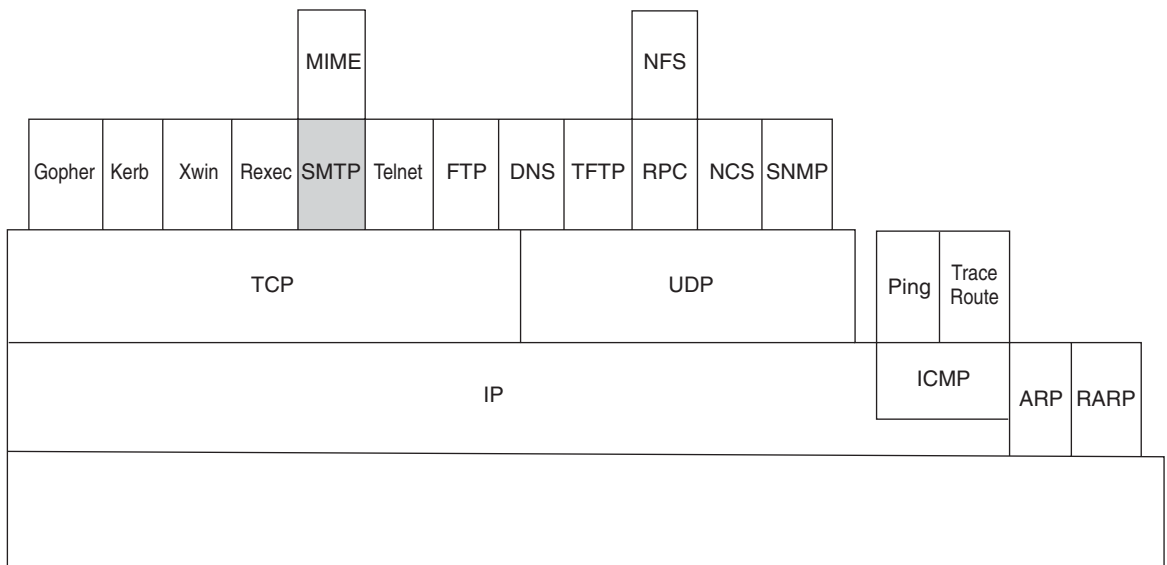 MIME
NFS
Gopher
Kerb
Xwin
Rexec
SMTP
Telnet
FTP
DNS
TFTP
RPC
NCS
SNMP
TCP
UDP
Ping
Trace
Route
IP
ICMP
ARP
RARP